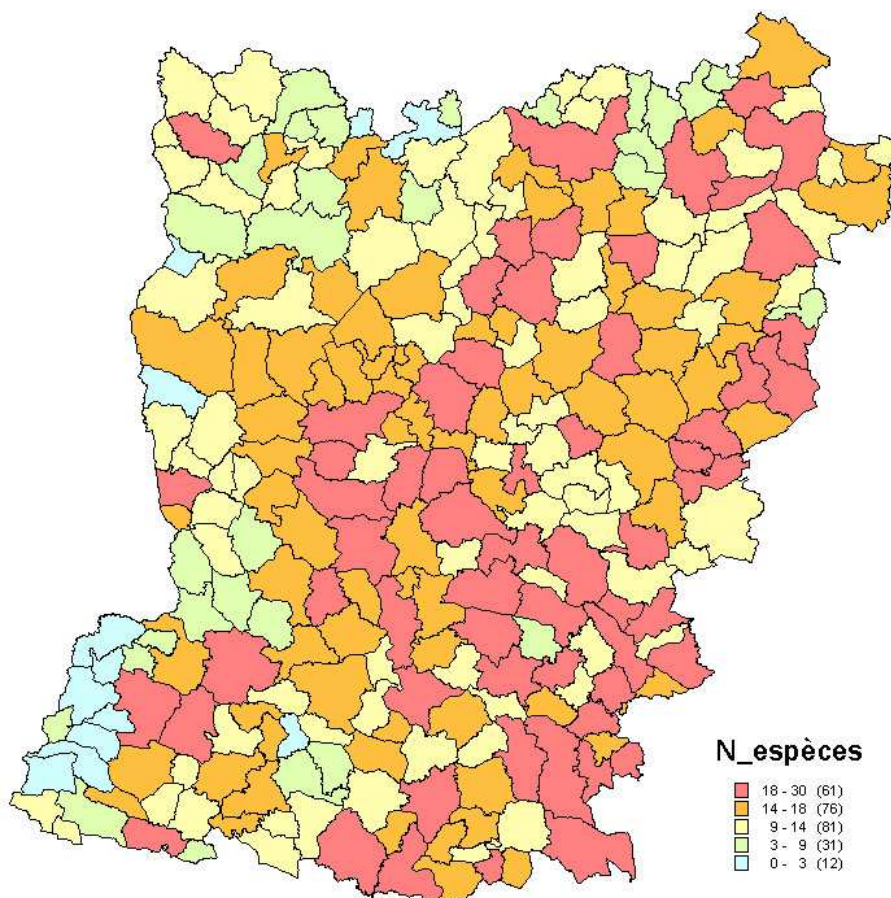 N_espèces
18 - 30 (61)
14 - 18 (76)
9 - 14 (81)
3 - 9 (31)
0 - 3 (12)